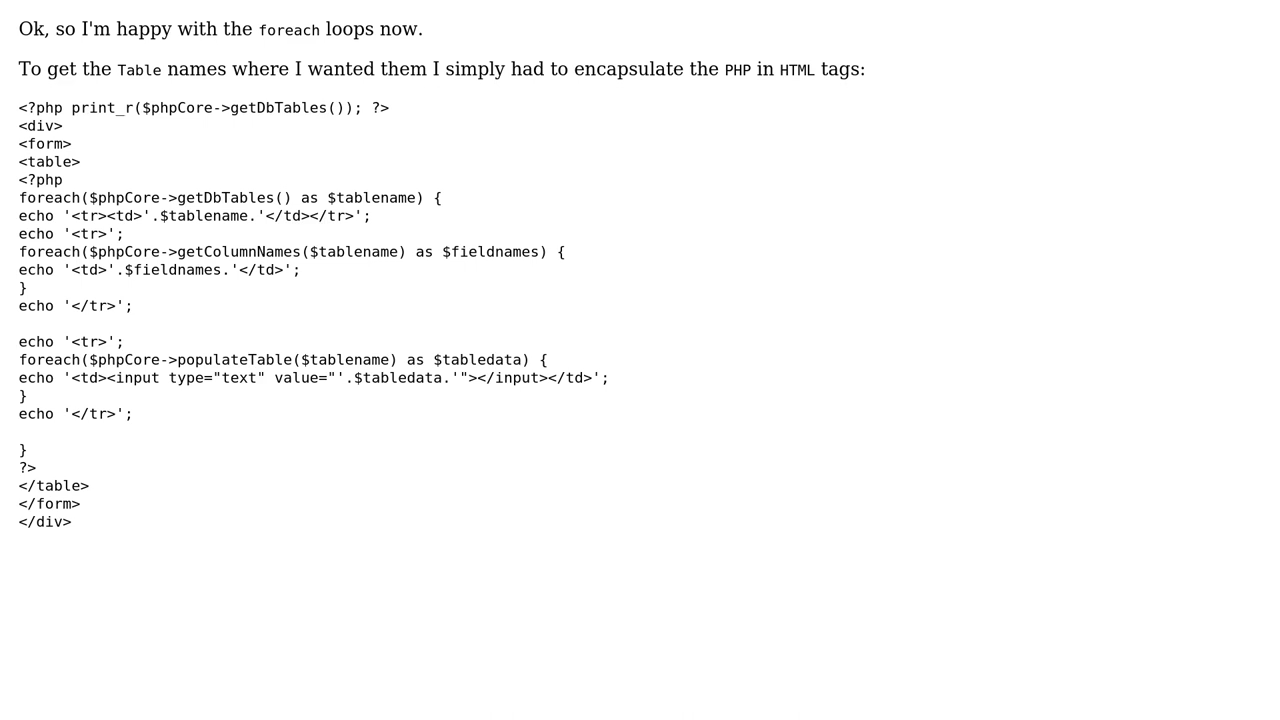 Ok, so I'm happy with the foreach loops now.
To get the Table names where I wanted them I simply had to encapsulate the PHP in HTML tags:
<?php print_r($phpCore->getDbTables()); ?>
<div>
<form>
<table>
<?php
foreach($phpCore->getDbTables() as $tablename) {
echo '<tr><td>'.$tablename.'</td></tr>';
echo '<tr>';
foreach($phpCore->getColumnNames($tablename) as $fieldnames) {
echo '<td>'.$fieldnames.'</td>';
}
echo '</tr>';
echo '<tr>';
foreach($phpCore->populateTable($tablename) as $tabledata) {
echo '<td><input type="text" value="'.$tabledata.'"></input></td>';
}
echo '</tr>';
}
?>
</table>
</form>
</div>